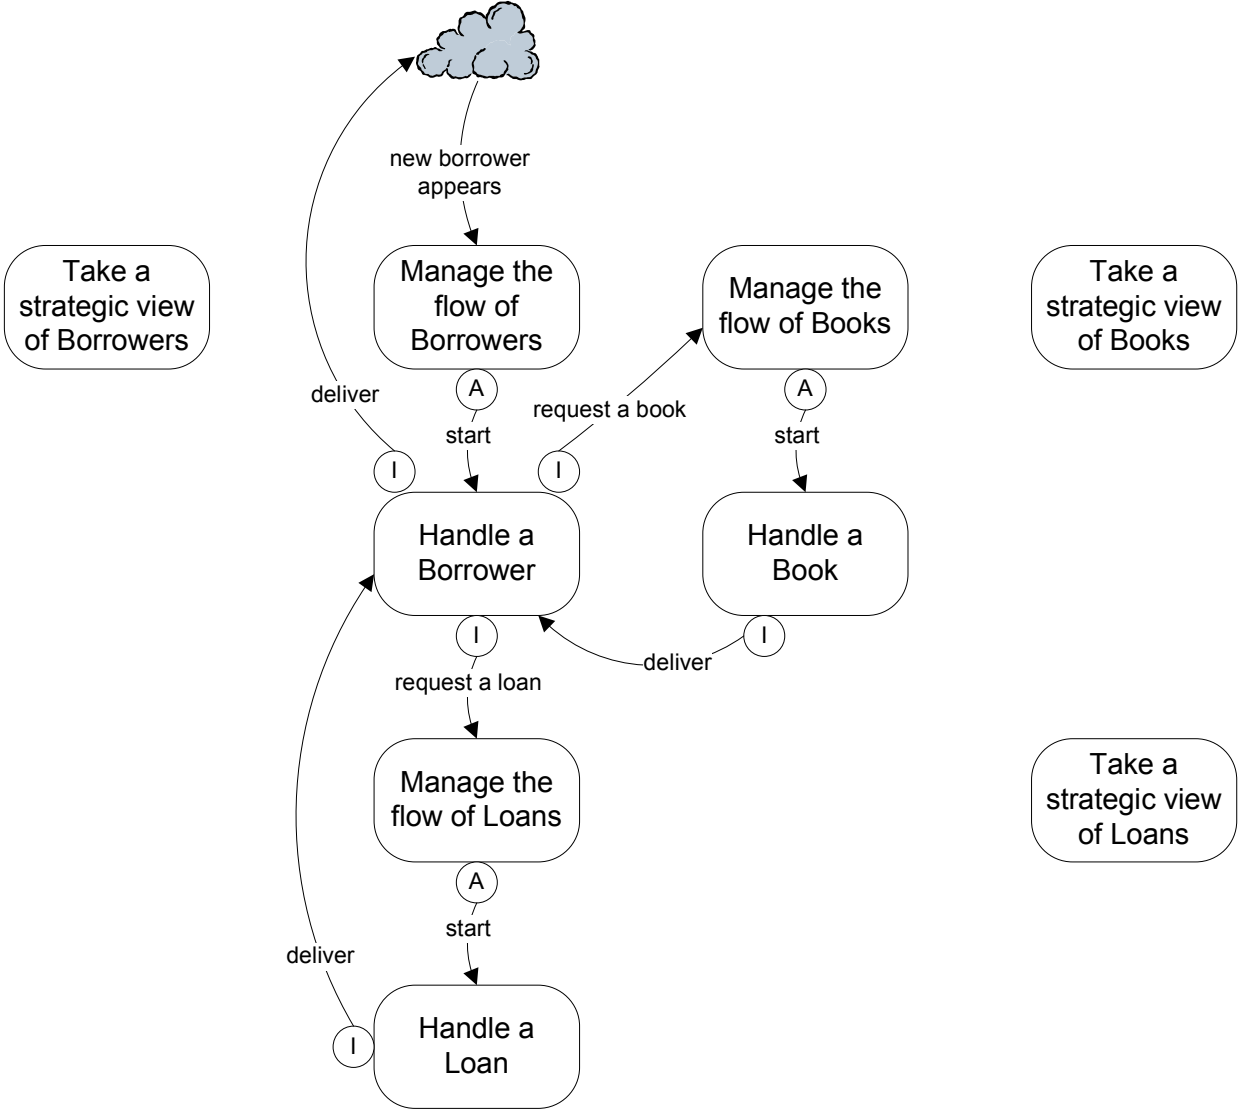 new borrower
appears
Take a
strategic view
of Borrowers
Manage the
flow of
Borrowers
Manage the
flow of Books
Take a
strategic view
of Books
deliver
A
start
request a book
A
start
I
I
Handle a
Borrower
Handle a
Book
I
I
request a loan
deliver
Manage the
flow of Loans
Take a
strategic view
of Loans
A
start
deliver
I
Handle a
Loan